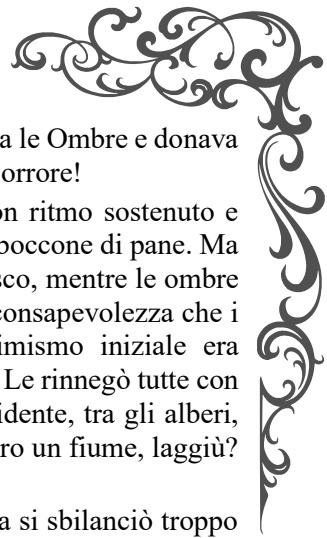 a le Ombre e donava
orrore!
on ritmo sostenuto e
boccone di pane. Ma
sco, mentre le ombre
consapevolezza che i
imismo iniziale era
Le rinnegò tutte con
idente, tra gli alberi,
ro un fiume, laggiù?
a si sbilanciò troppo